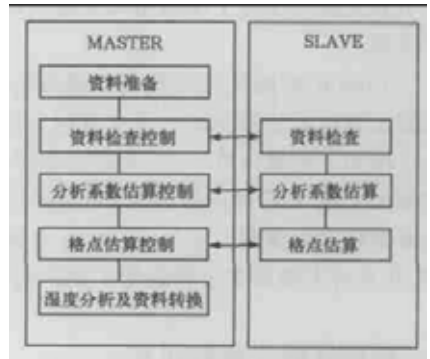 MASTER
SLAVE
资料准备
资料检查控制
资料检查
分析系数估算控制
分析系数估算
格点估算控制
格点估算
湿度分析及资料转换